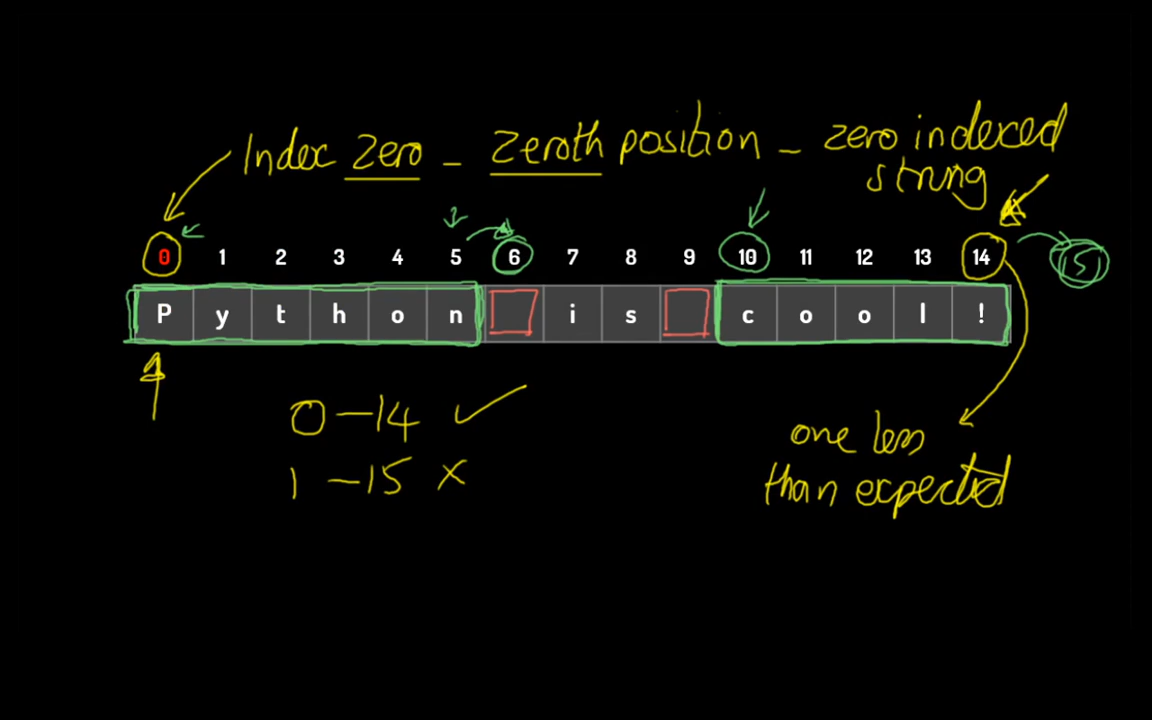 Index zero – zeroth position – zero indexed
string
0 1 2 3 4 5 6 7 8 9 10 11 12 13 14 15
P y t h o n i s c o o l !
0 – 14 ✓
1 – 15 x
one less
than expected